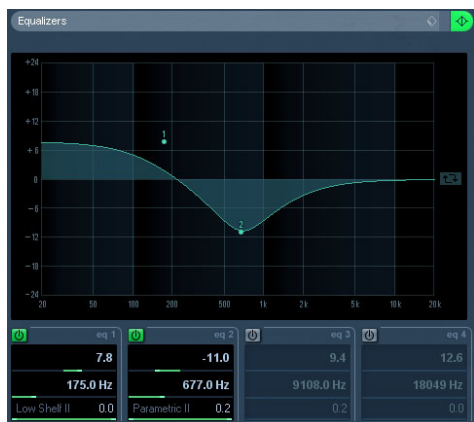 Equalizers
+24
+18
+12
+6
0
-6
-12
-18
-24
1
2
20 50 100 200 500 1k 2k 5k 10k 20k
eq 1 eq 2 eq 3 eq 4
7.8 -11.0 9.4 12.6
175.0 Hz 677.0 Hz 9108.0 Hz 18049 Hz
Low Shelf II 0.0 Parametric II 0.2 0.2 0.0